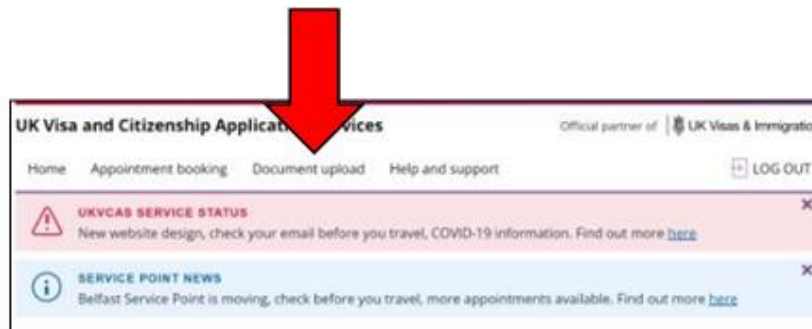 UK Visa and Citizenship Applicat vices
Official partner of UK Visas & Immigratio
Home Appointment booking Document upload Help and support LOG OUT
UKVCAS SERVICE STATUS
New website design, check your email before you travel, COVID-19 information. Find out more here
SERVICE POINT NEWS
Belfast Service Point is moving, check before you travel, more appointments available. Find out more here